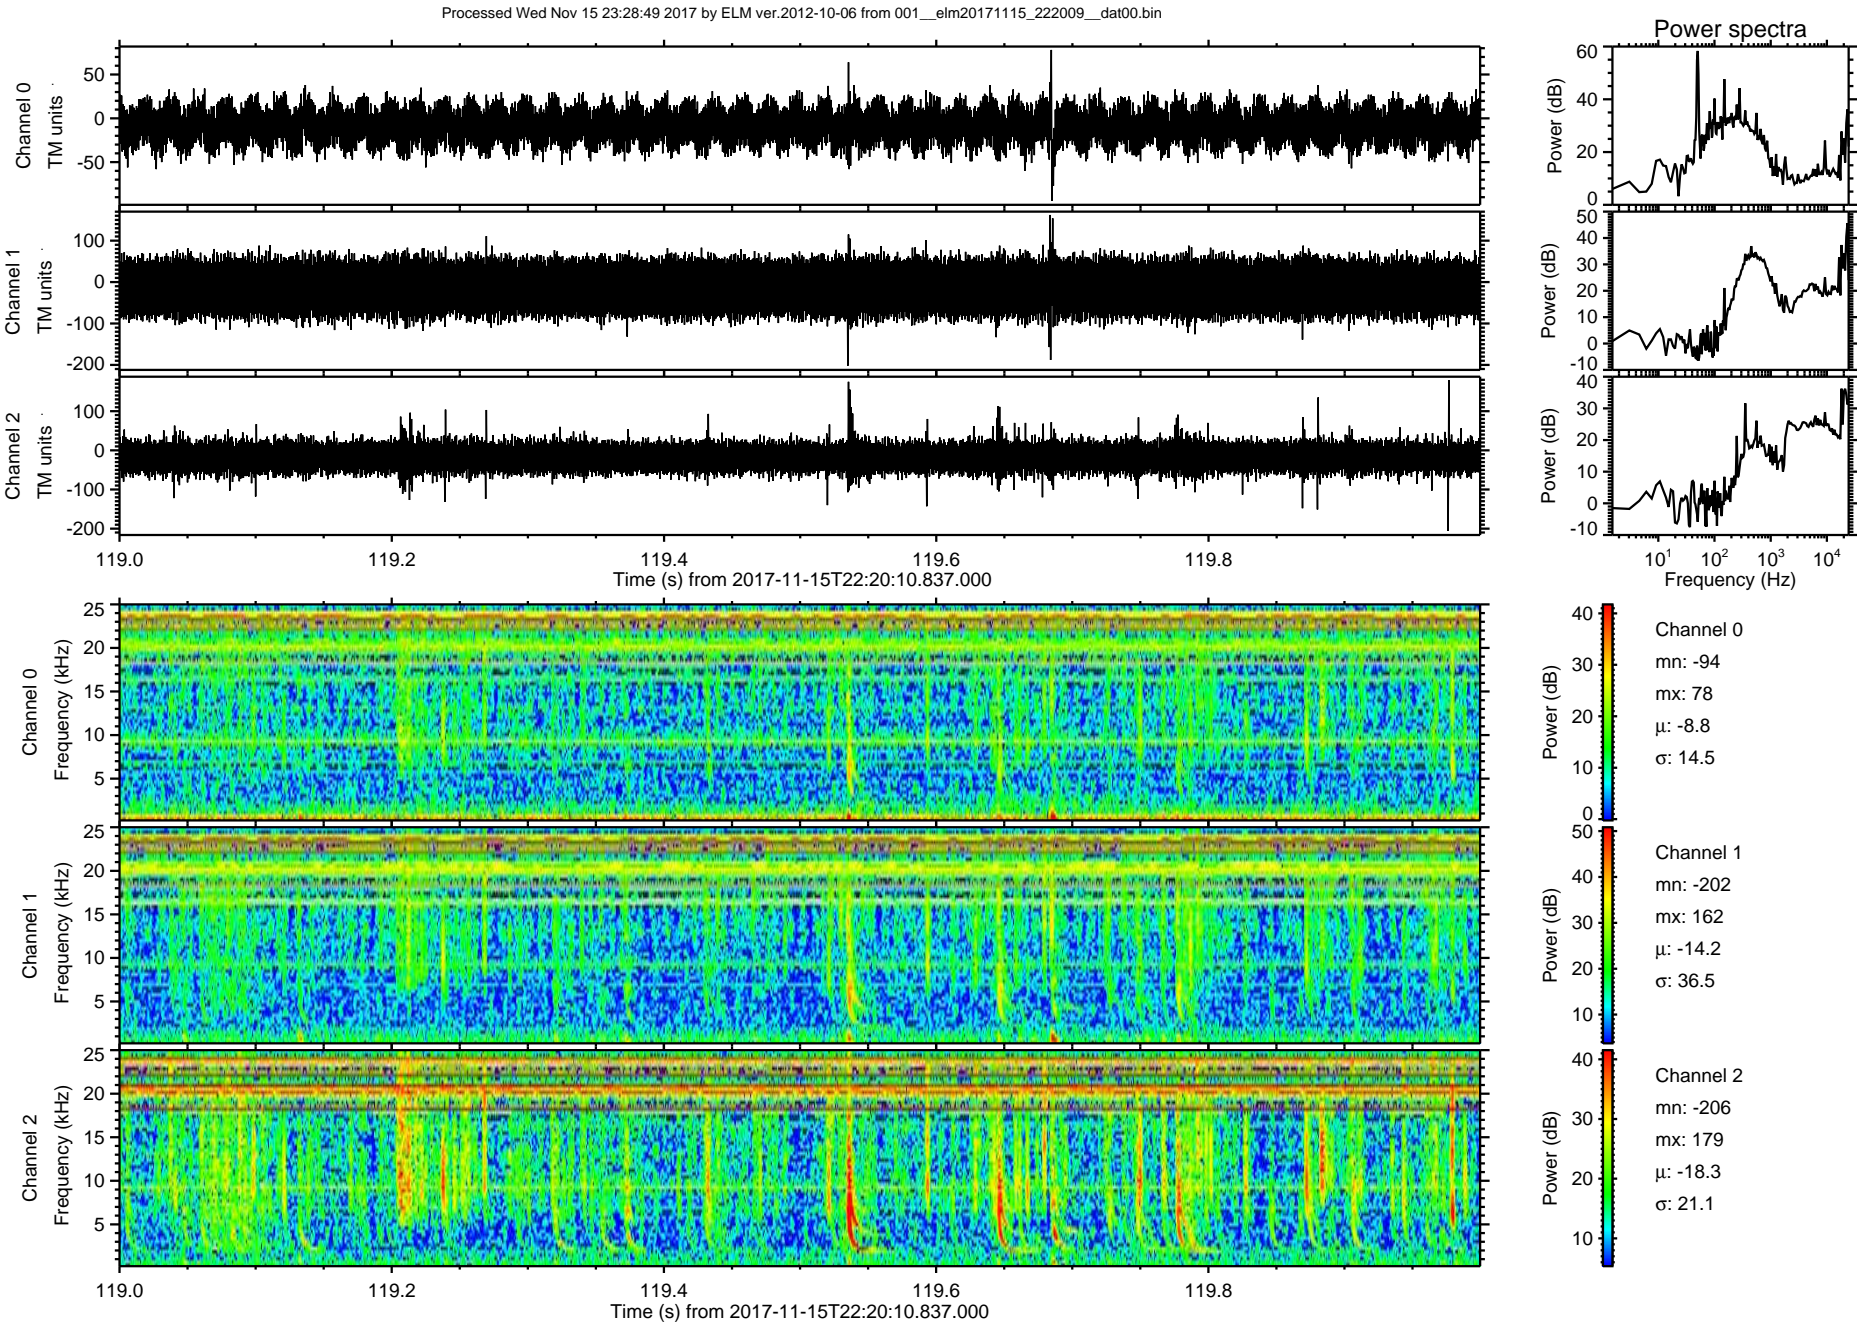 Processed Wed Nov 15 23:28:49 2017 by ELM ver.2012-10-06 from 001__elm20171115_222009__dat00.bin
Power spectra
Channel 0
TM units
50
0
-50
Power (dB)
60
40
20
0
Channel 1
TM units
100
0
-100
-200
Power (dB)
50
40
30
20
10
0
-10
Channel 2
TM units
100
0
-100
-200
Power (dB)
40
30
20
10
0
-10
119.0 119.2 119.4 119.6 119.8
Time (s) from 2017-11-15T22:20:10.837.000
10¹ 10² 10³ 10⁴
Frequency (Hz)
Channel 0
Frequency (kHz)
25
20
15
10
5
Power (dB)
40
30
20
10
0
Channel 0
mn: -94
mx: 78
μ: -8.8
σ: 14.5
Channel 1
Frequency (kHz)
25
20
15
10
5
Power (dB)
50
40
30
20
10
Channel 1
mn: -202
mx: 162
μ: -14.2
σ: 36.5
Channel 2
Frequency (kHz)
25
20
15
10
5
Power (dB)
40
30
20
10
Channel 2
mn: -206
mx: 179
μ: -18.3
σ: 21.1
119.0 119.2 119.4 119.6 119.8
Time (s) from 2017-11-15T22:20:10.837.000